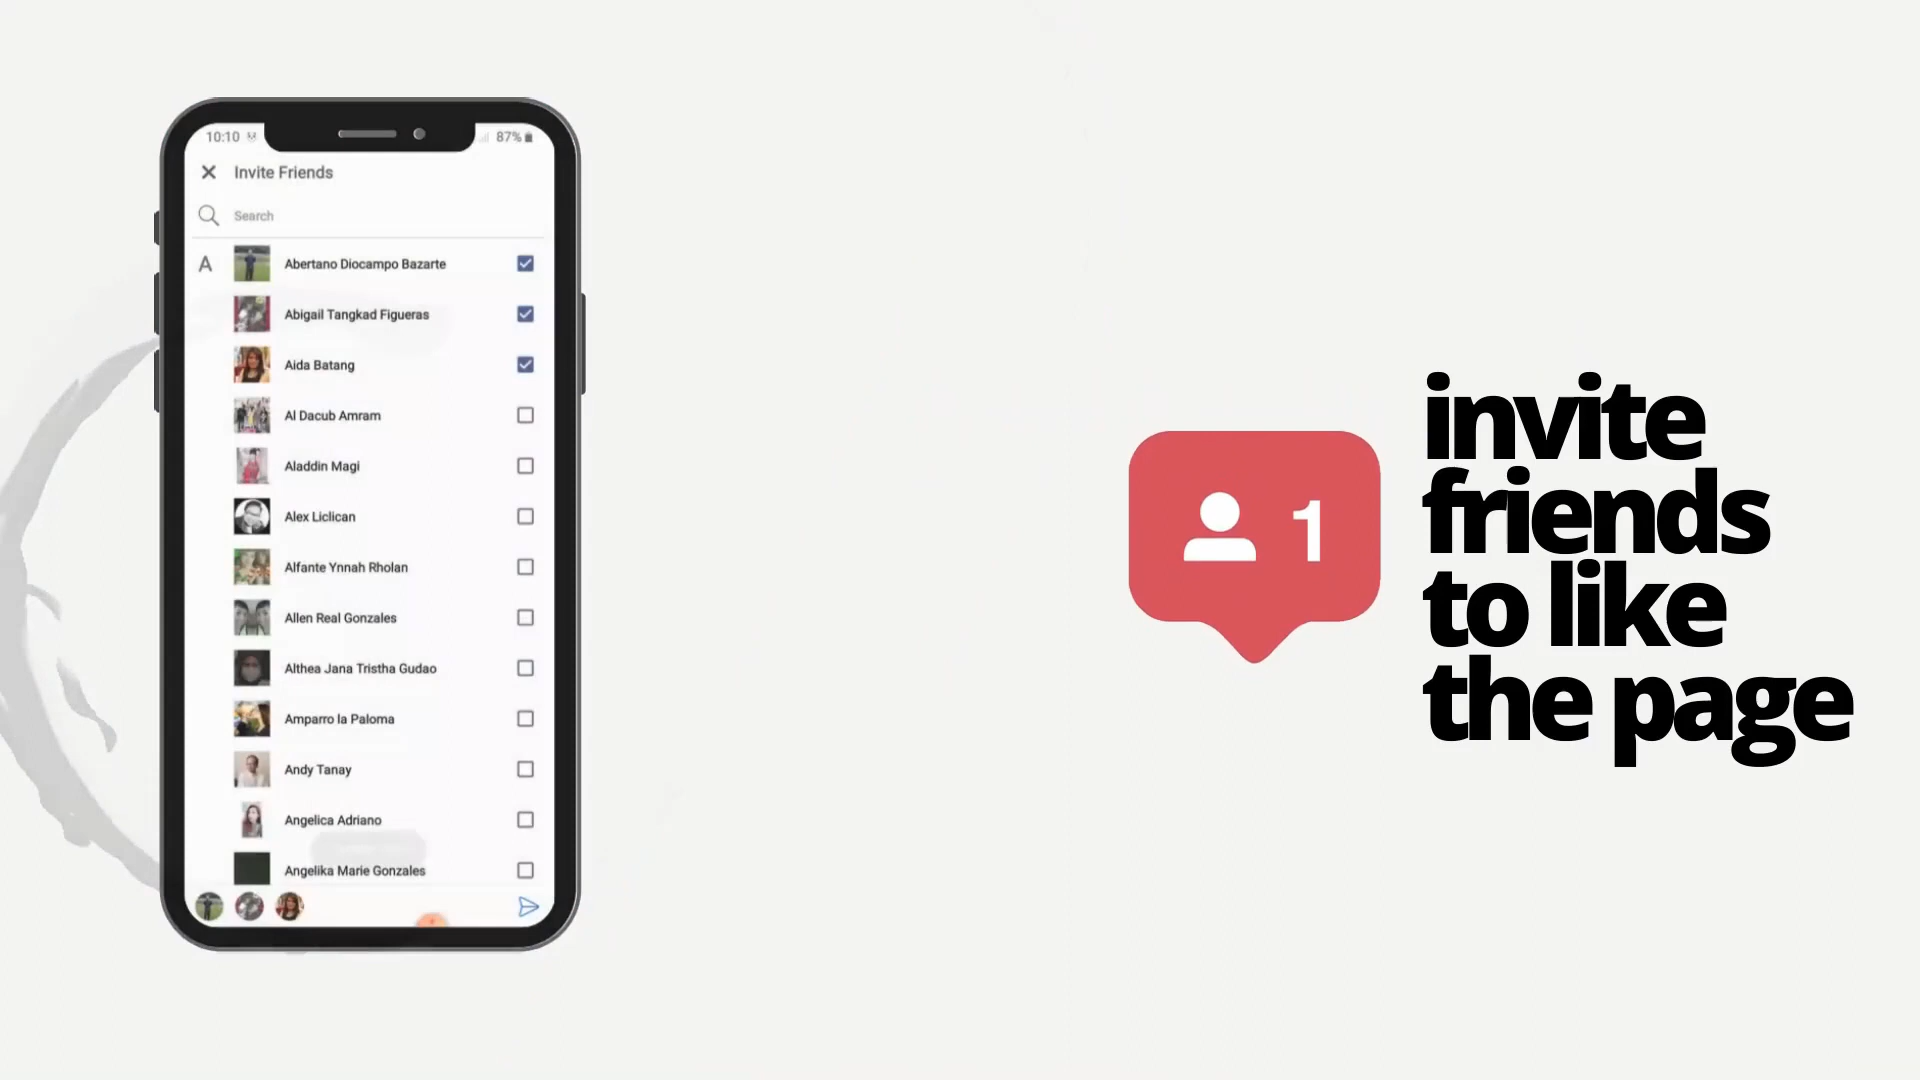 10:10
87%
Invite Friends
Search
A
Abertano Diocampo Bazarte
Abigail Tangkad Figueras
Aida Batang
Al Dacub Amram
Aladdin Magi
Alex Liclican
Alfante Ynnah Rholan
Allen Real Gonzales
Althea Jana Tristha Gudao
Amparro la Paloma
Andy Tanay
Angelica Adriano
Angelika Marie Gonzales
1
invite
friends
to like
the page